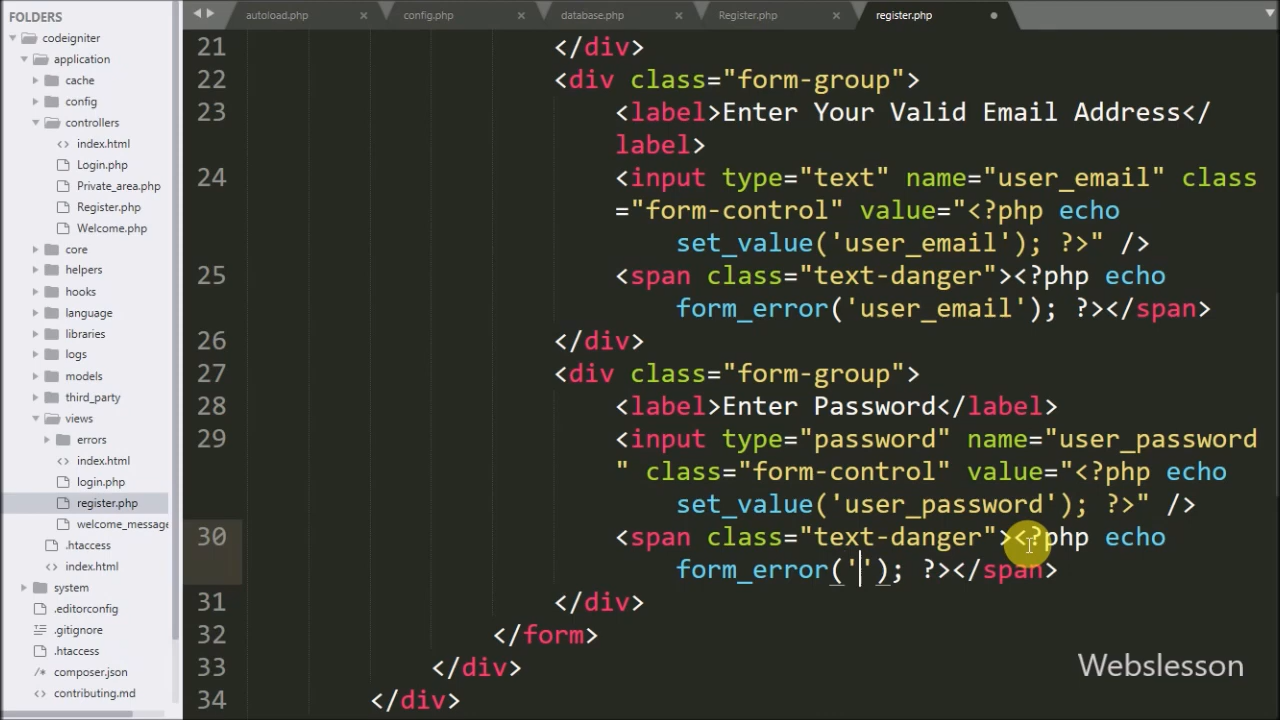 FOLDERS
codeigniter
application
cache
config
controllers
index.html
Login.php
Private_area.php
Register.php
Welcome.php
core
helpers
hooks
language
libraries
logs
models
third_party
views
errors
index.html
login.php
register.php
welcome_message
.htaccess
index.html
system
.editorconfig
.gitignore
.htaccess
composer.json
contributing.md
autoload.php
config.php
database.php
Register.php
register.php
21 </div>
22 <div class="form-group">
23 <label>Enter Your Valid Email Address</
label>
24 <input type="text" name="user_email" class
="form-control" value="<?php echo
set_value('user_email'); ?>" />
25 <span class="text-danger"><?php echo
form_error('user_email'); ?></span>
26 </div>
27 <div class="form-group">
28 <label>Enter Password</label>
29 <input type="password" name="user_password
" class="form-control" value="<?php echo
set_value('user_password'); ?>" />
30 <span class="text-danger"><?php echo
form_error(''); ?></span>
31 </div>
32 </form>
33 </div>
34 </div>
Webslesson